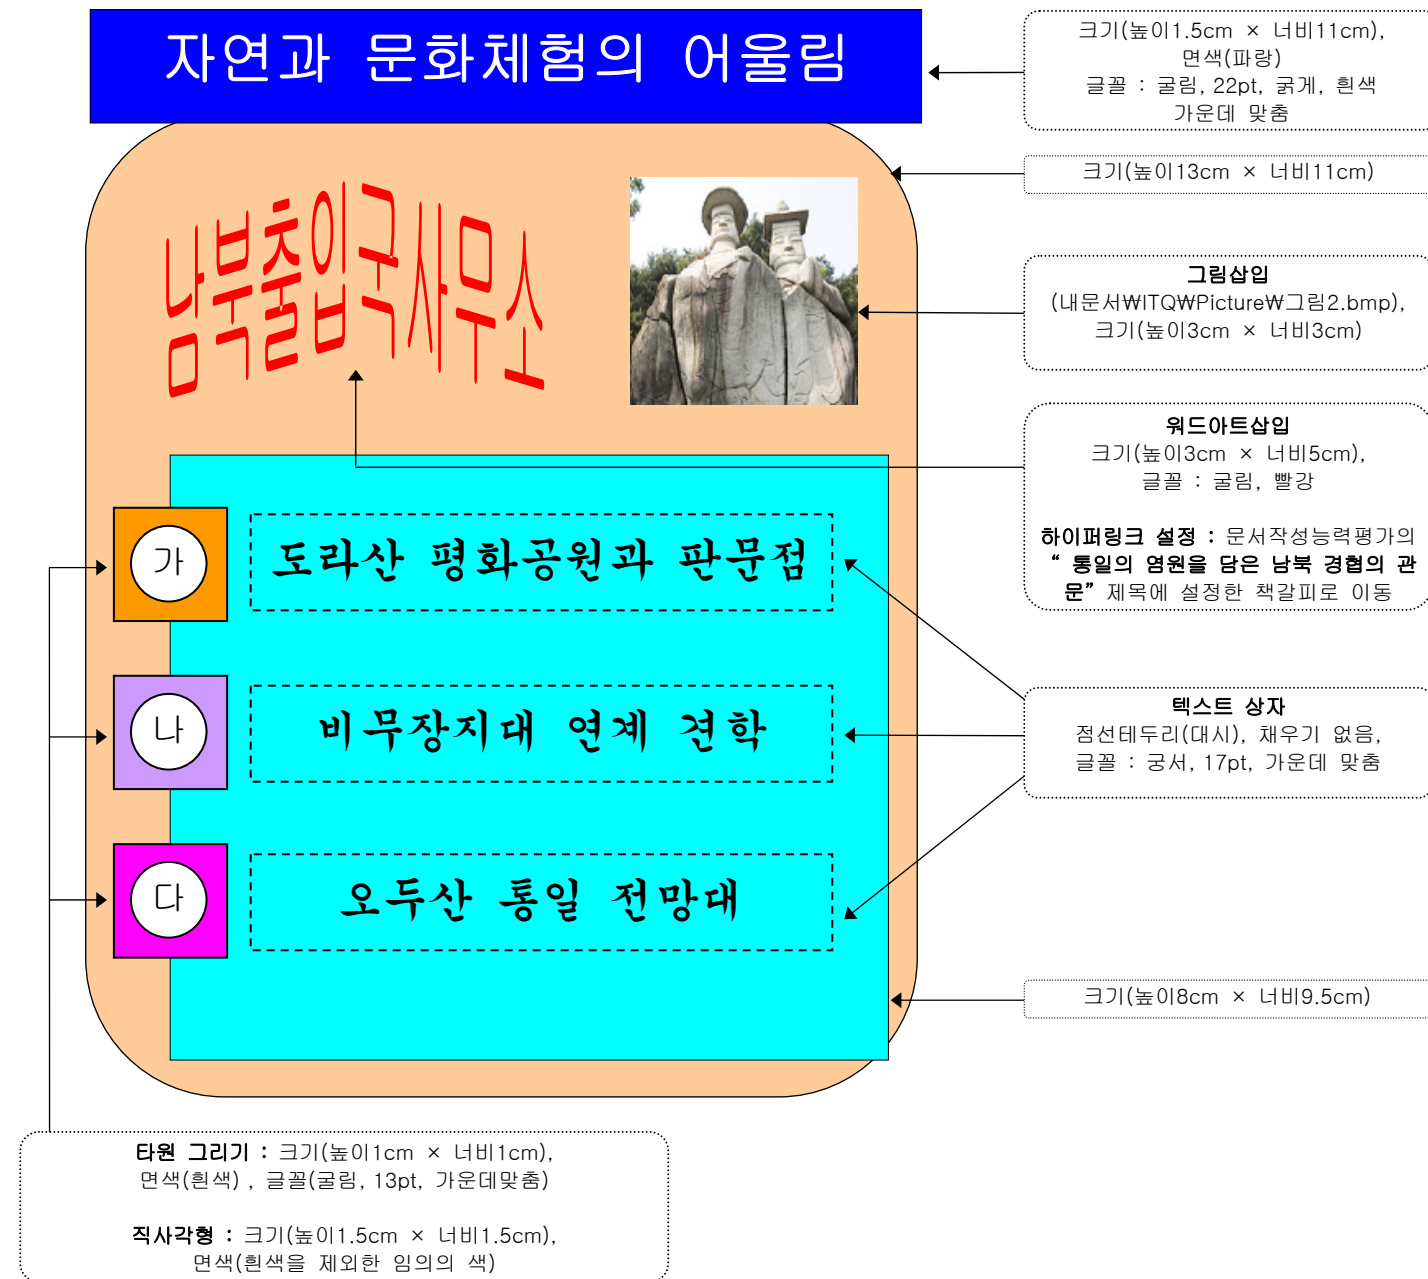 자연과 문화체험의 어울림
크기(높이1.5cm × 너비11cm),
면색(파랑)
글꼴 : 굴림, 22pt, 굵게, 흰색
가운데 맞춤
크기(높이13cm × 너비11cm)
남북출입국사무소
그림삽입
(내문서₩ITQ₩Picture₩그림2.bmp),
크기(높이3cm × 너비3cm)
워드아트삽입
크기(높이3cm × 너비5cm),
글꼴 : 굴림, 빨강
하이퍼링크 설정 : 문서작성능력평가의
“ 통일의 염원을 담은 남북 경협의 관
문” 제목에 설정한 책갈피로 이동
가
도라산 평화공원과 판문점
나
비무장지대 연계 견학
텍스트 상자
점선테두리(대시), 채우기 없음,
글꼴 : 궁서, 17pt, 가운데 맞춤
다
오두산 통일 전망대
크기(높이8cm × 너비9.5cm)
타원 그리기 : 크기(높이1cm × 너비1cm),
면색(흰색) , 글꼴(굴림, 13pt, 가운데맞춤)
직사각형 : 크기(높이1.5cm × 너비1.5cm),
면색(흰색을 제외한 임의의 색)